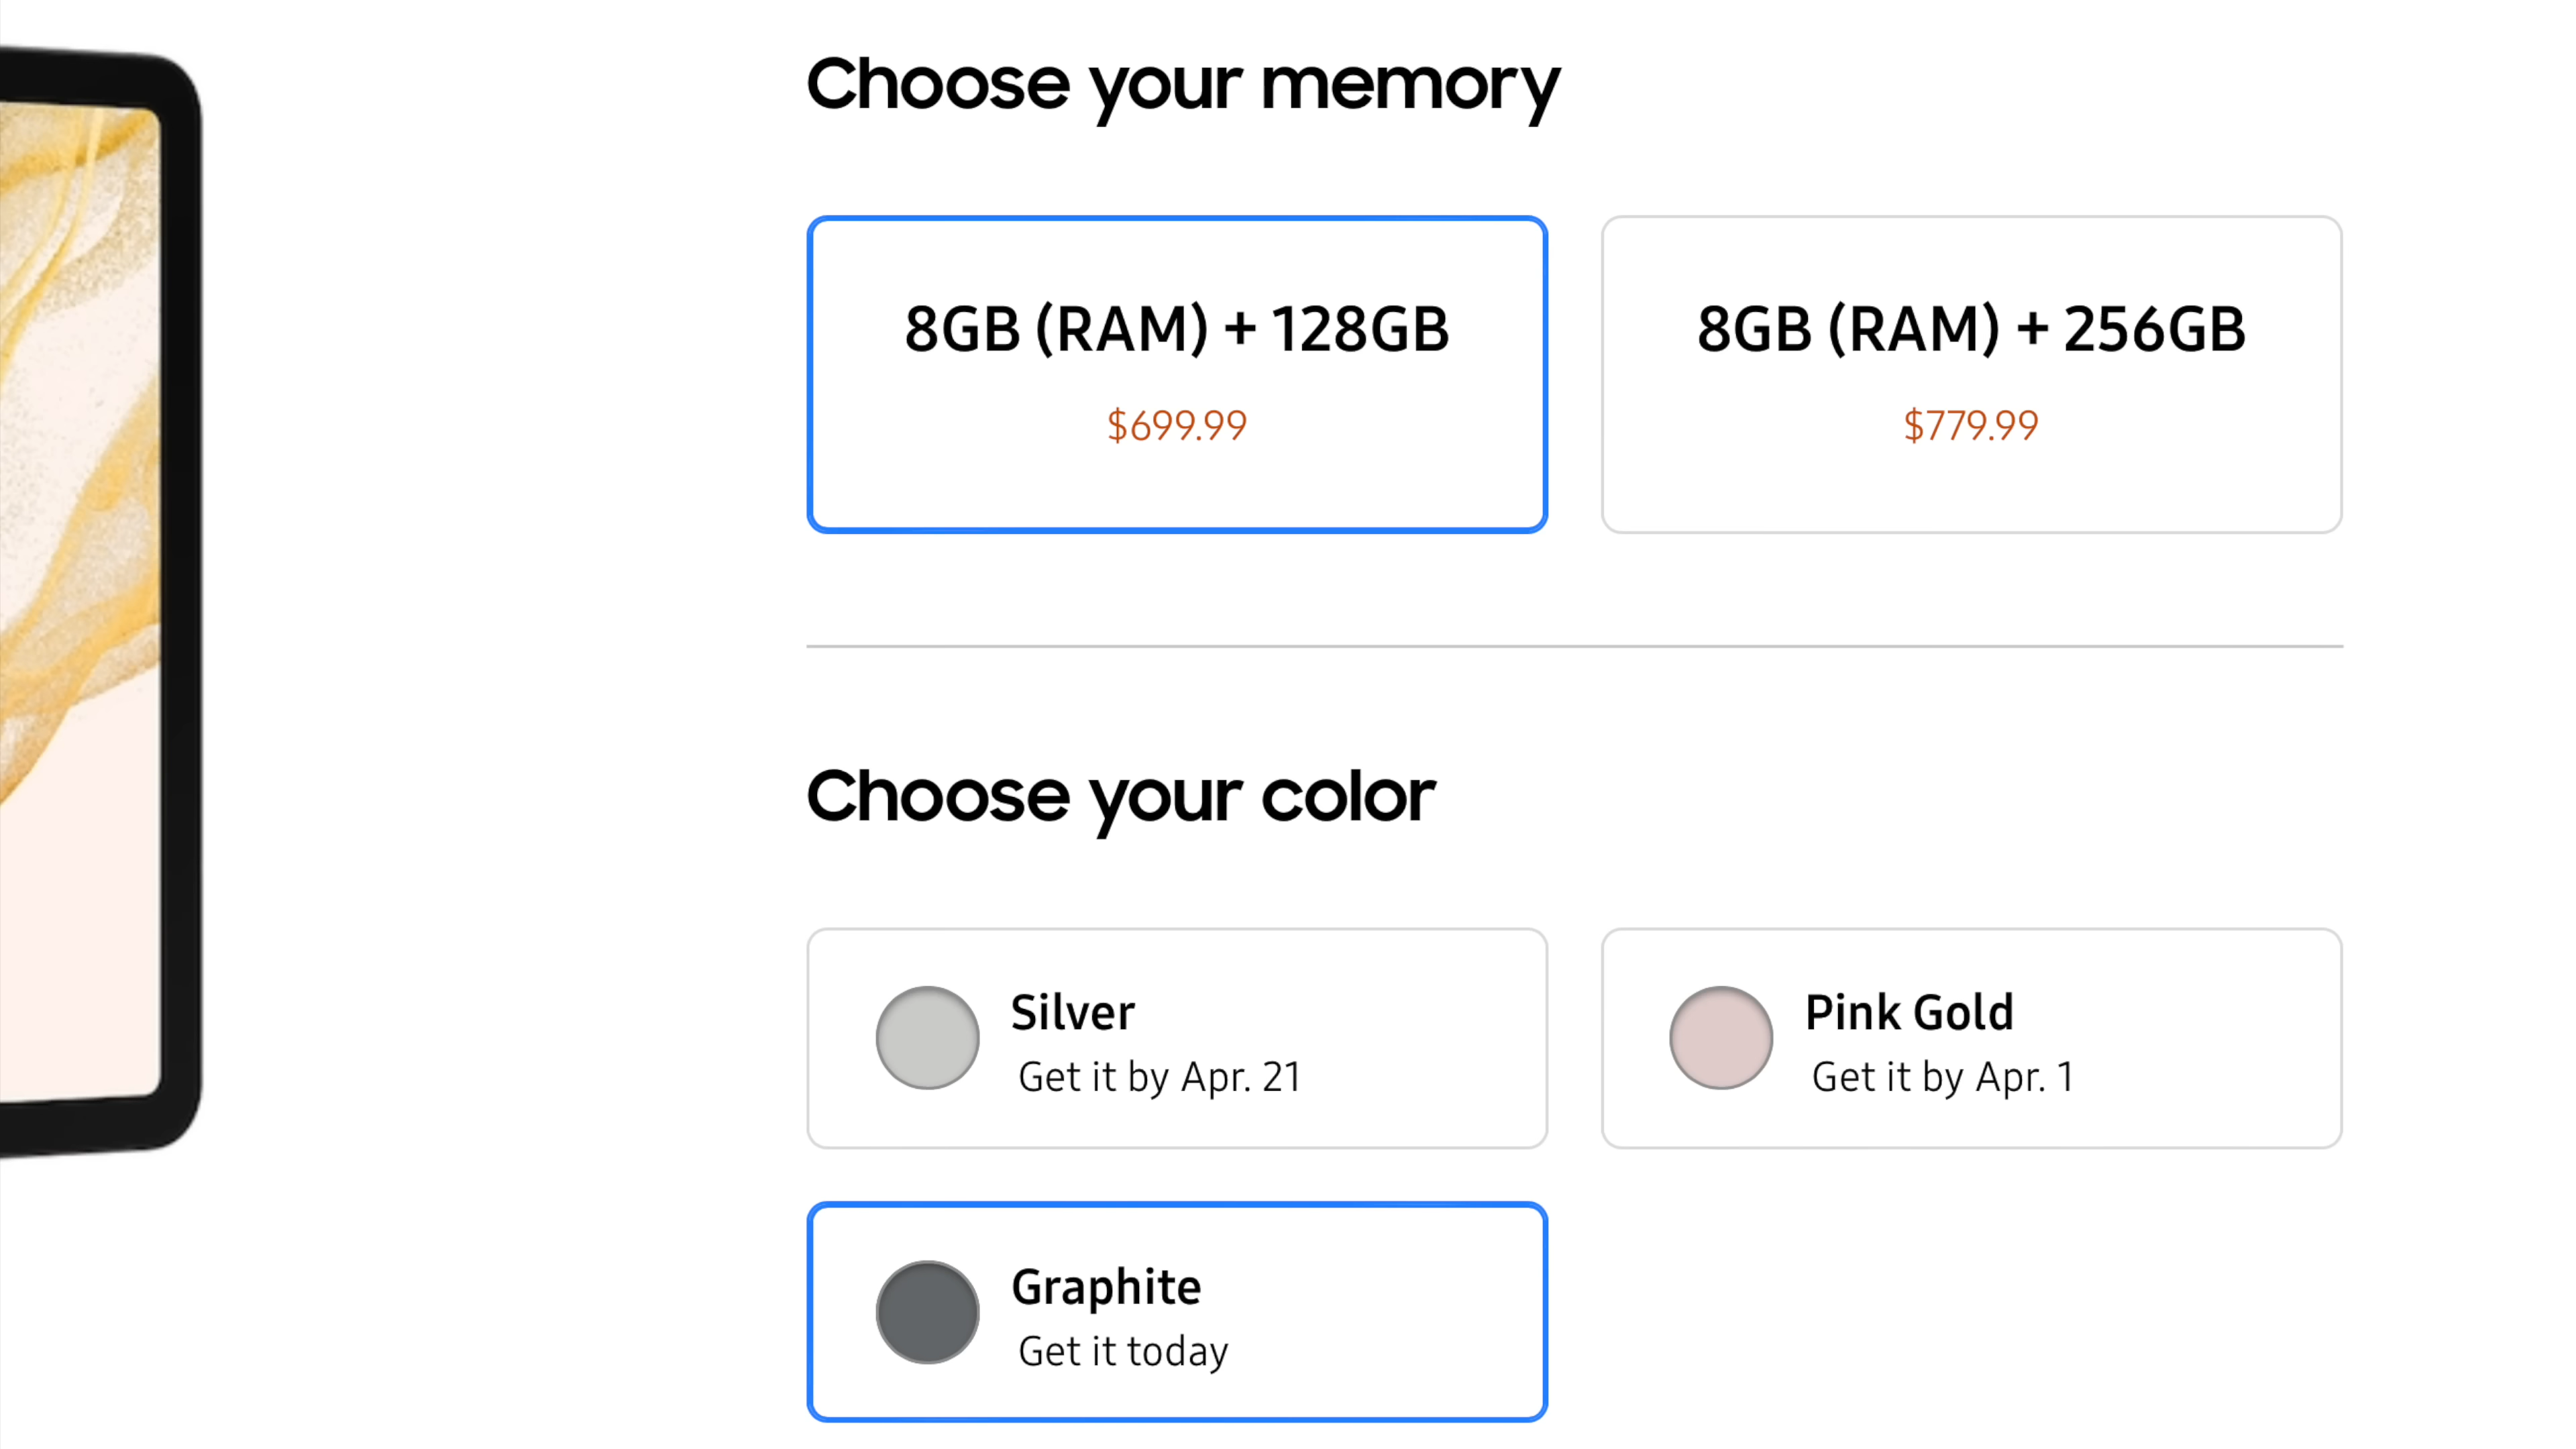 Choose your memory
8GB (RAM) + 128GB
$699.99
8GB (RAM) + 256GB
$779.99
Choose your color
Silver
Get it by Apr. 21
Pink Gold
Get it by Apr. 1
Graphite
Get it today